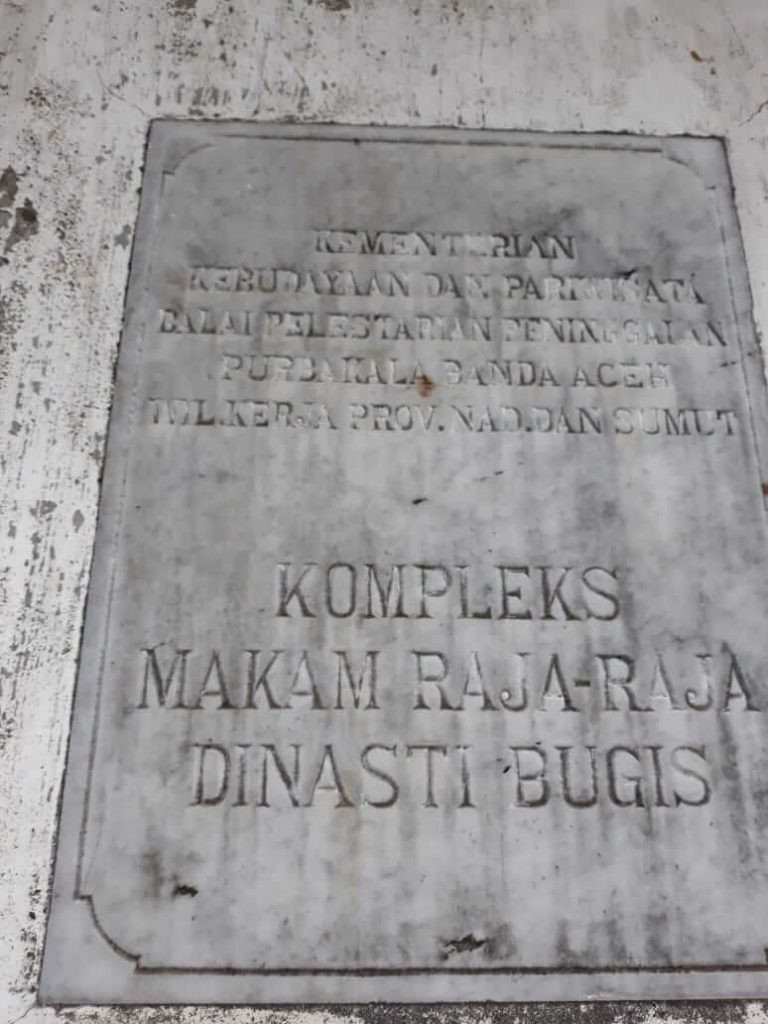 KEMENTERIAN
KEBUDAYAAN DAN PARIWISATA
BALAI PELESTARIAN PENINGGALAN
PURBAKALA BANDA ACEH
WIL.KERJA PROV. NAD.DAN SUMUT
KOMPLEKS
MAKAM RAJA-RAJA
DINASTI BUGIS